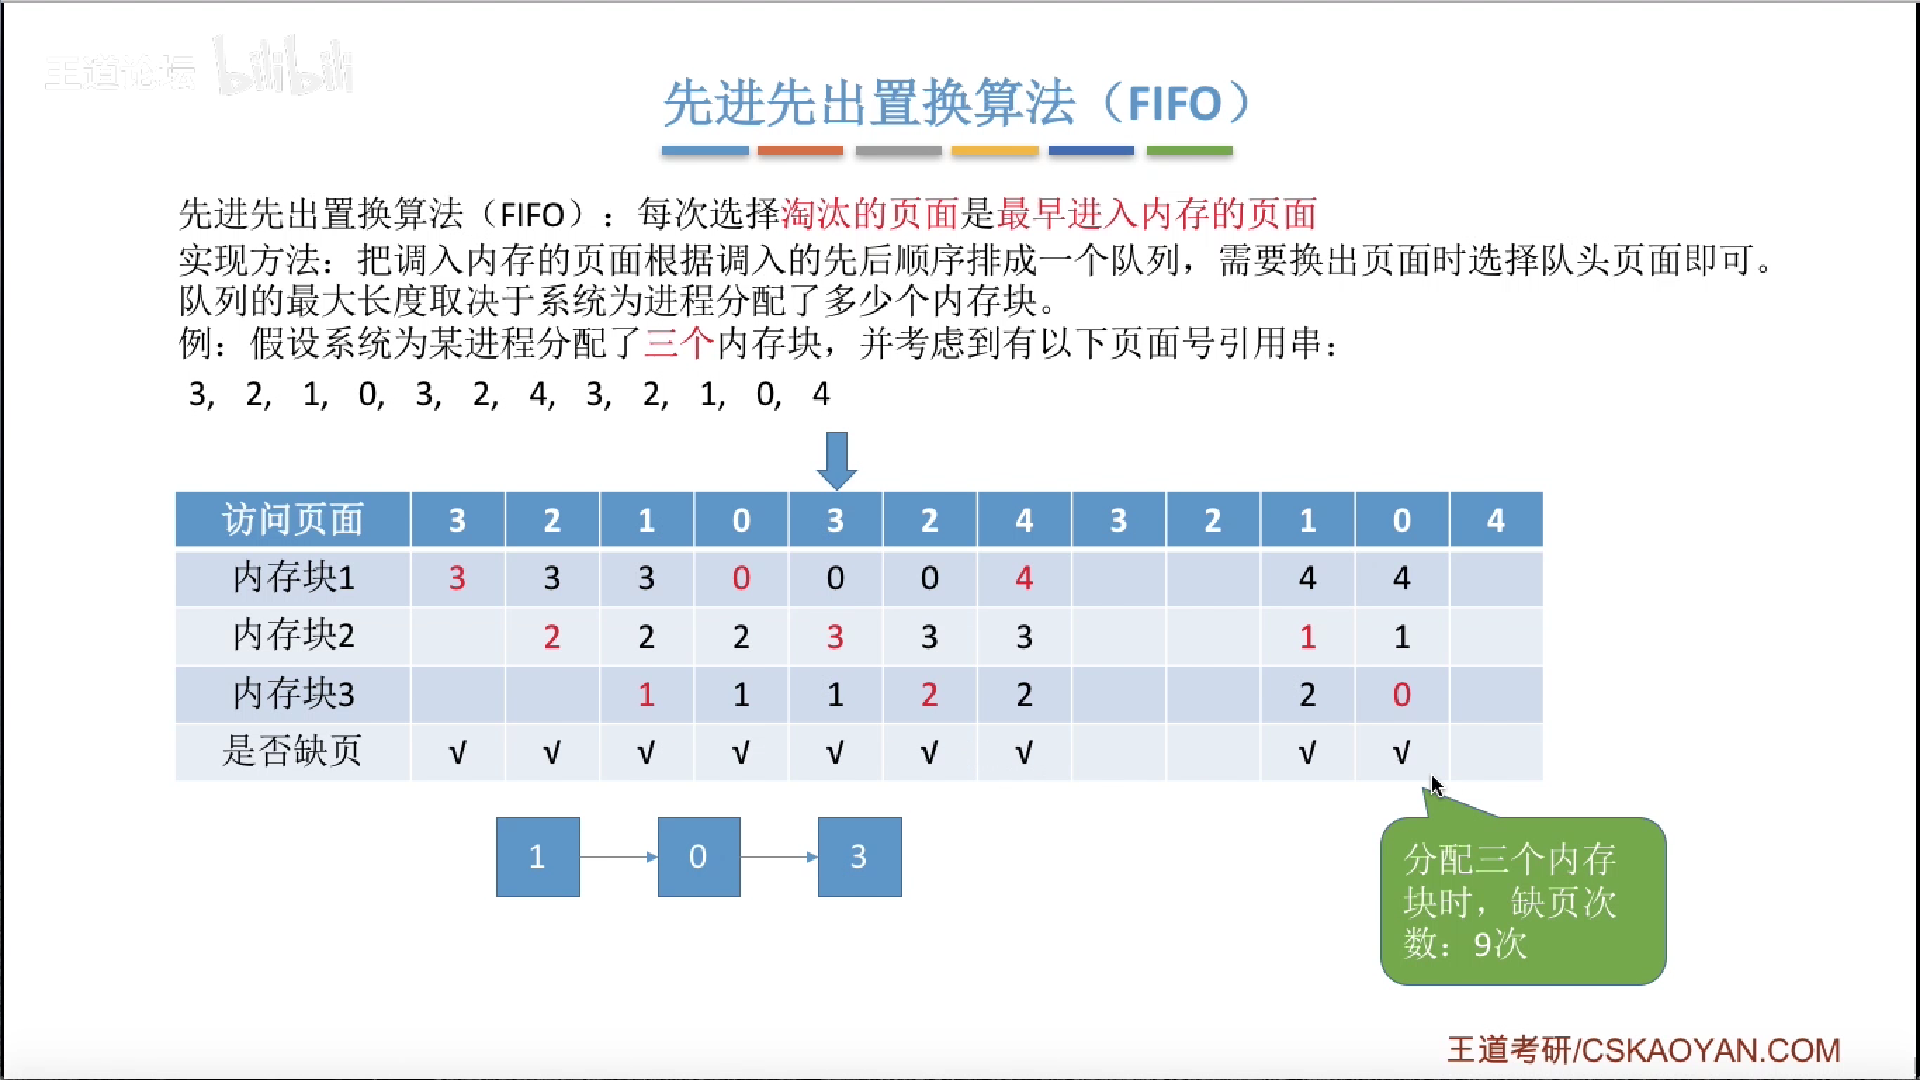 王道论坛 bilibili
先进先出置换算法（FIFO）
先进先出置换算法（FIFO）：每次选择淘汰的页面是最早进入内存的页面
实现方法：把调入内存的页面根据调入的先后顺序排成一个队列，需要换出页面时选择队头页面即可。
队列的最大长度取决于系统为进程分配了多少个内存块。
例：假设系统为某进程分配了三个内存块，并考虑到有以下页面号引用串：
3, 2, 1, 0, 3, 2, 4, 3, 2, 1, 0, 4
访问页面 3 2 1 0 3 2 4 3 2 1 0 4
内存块1 3 3 3 0 0 0 4 4 4
内存块2 2 2 2 3 3 3 1 1
内存块3 1 1 1 2 2 2 0
是否缺页 √ √ √ √ √ √ √ √ √
1 0 3
分配三个内存
块时，缺页次
数：9次
王道考研/CSKAOYAN.COM